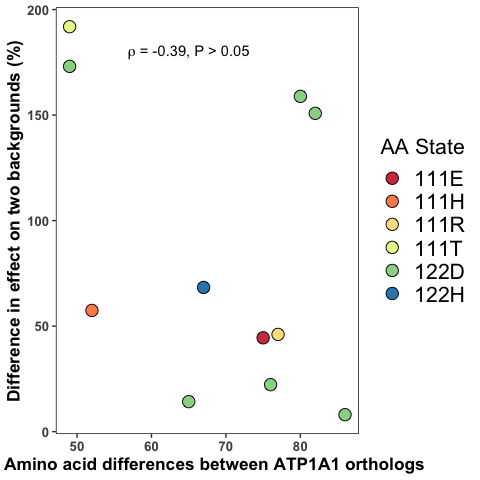 Difference in effect on two backgrounds (%)
200
150
100
50
0
ρ = -0.39, P > 0.05
50 60 70 80
Amino acid differences between ATP1A1 orthologs
AA State
111E
111H
111R
111T
122D
122H